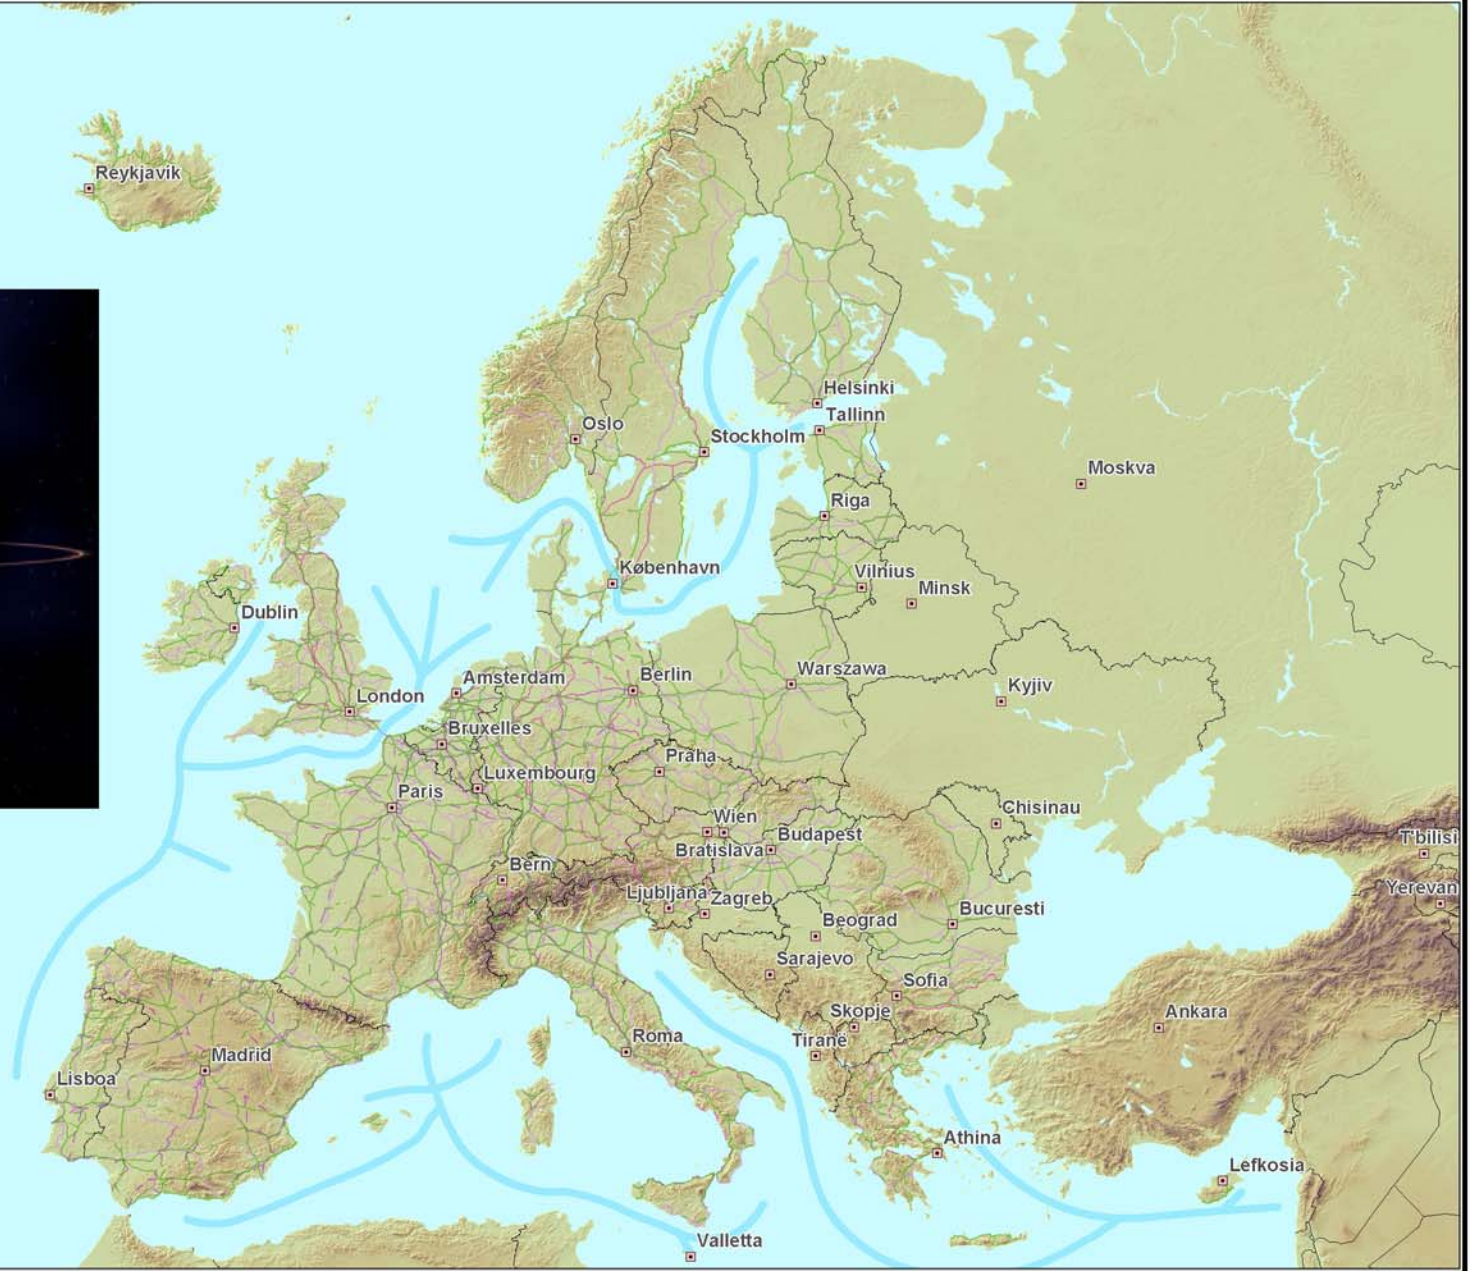 Reykjavík
Helsinki
Tallinn
Oslo
Stockholm
Moskva
Riga
København
Vilnius
Minsk
Dublin
Warszawa
Berlin
Amsterdam
Kyjiv
London
Bruxelles
Praha
Luxembourg
Paris
Chisinau
Wien
Budapest
T'bilisi
Bratislava
Bern
Yerevan
Ljubljana
Zagreb
Bucuresti
Beograd
Sarajevo
Sofia
Skopje
Ankara
Roma
Tiranë
Madrid
Lisboa
Athina
Lefkosia
Valletta